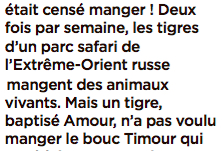 était censé manger ! Deux
fois par semaine, les tigres
d'un parc safari de
l'Extrême-Orient russe
mangent des animaux
vivants. Mais un tigre,
baptisé Amour, n'a pas voulu
manger le bouc Timour qui